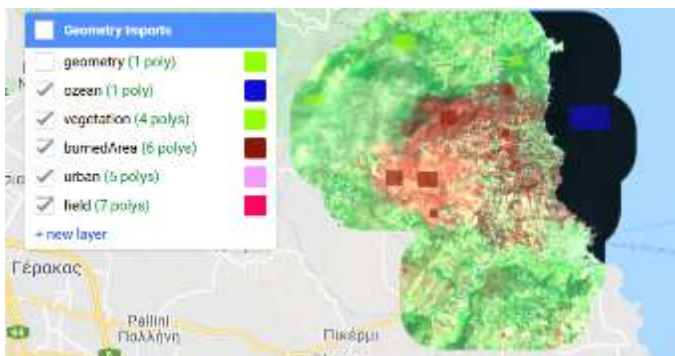 Geometry Imports
geometry (1 poly)
ozean (1 poly)
vegetation (4 polys)
burnedArea (6 polys)
urban (5 polys)
field (7 polys)
+ new layer
Γέρακας
Pallini
Παλλήνη
Πικέρμι